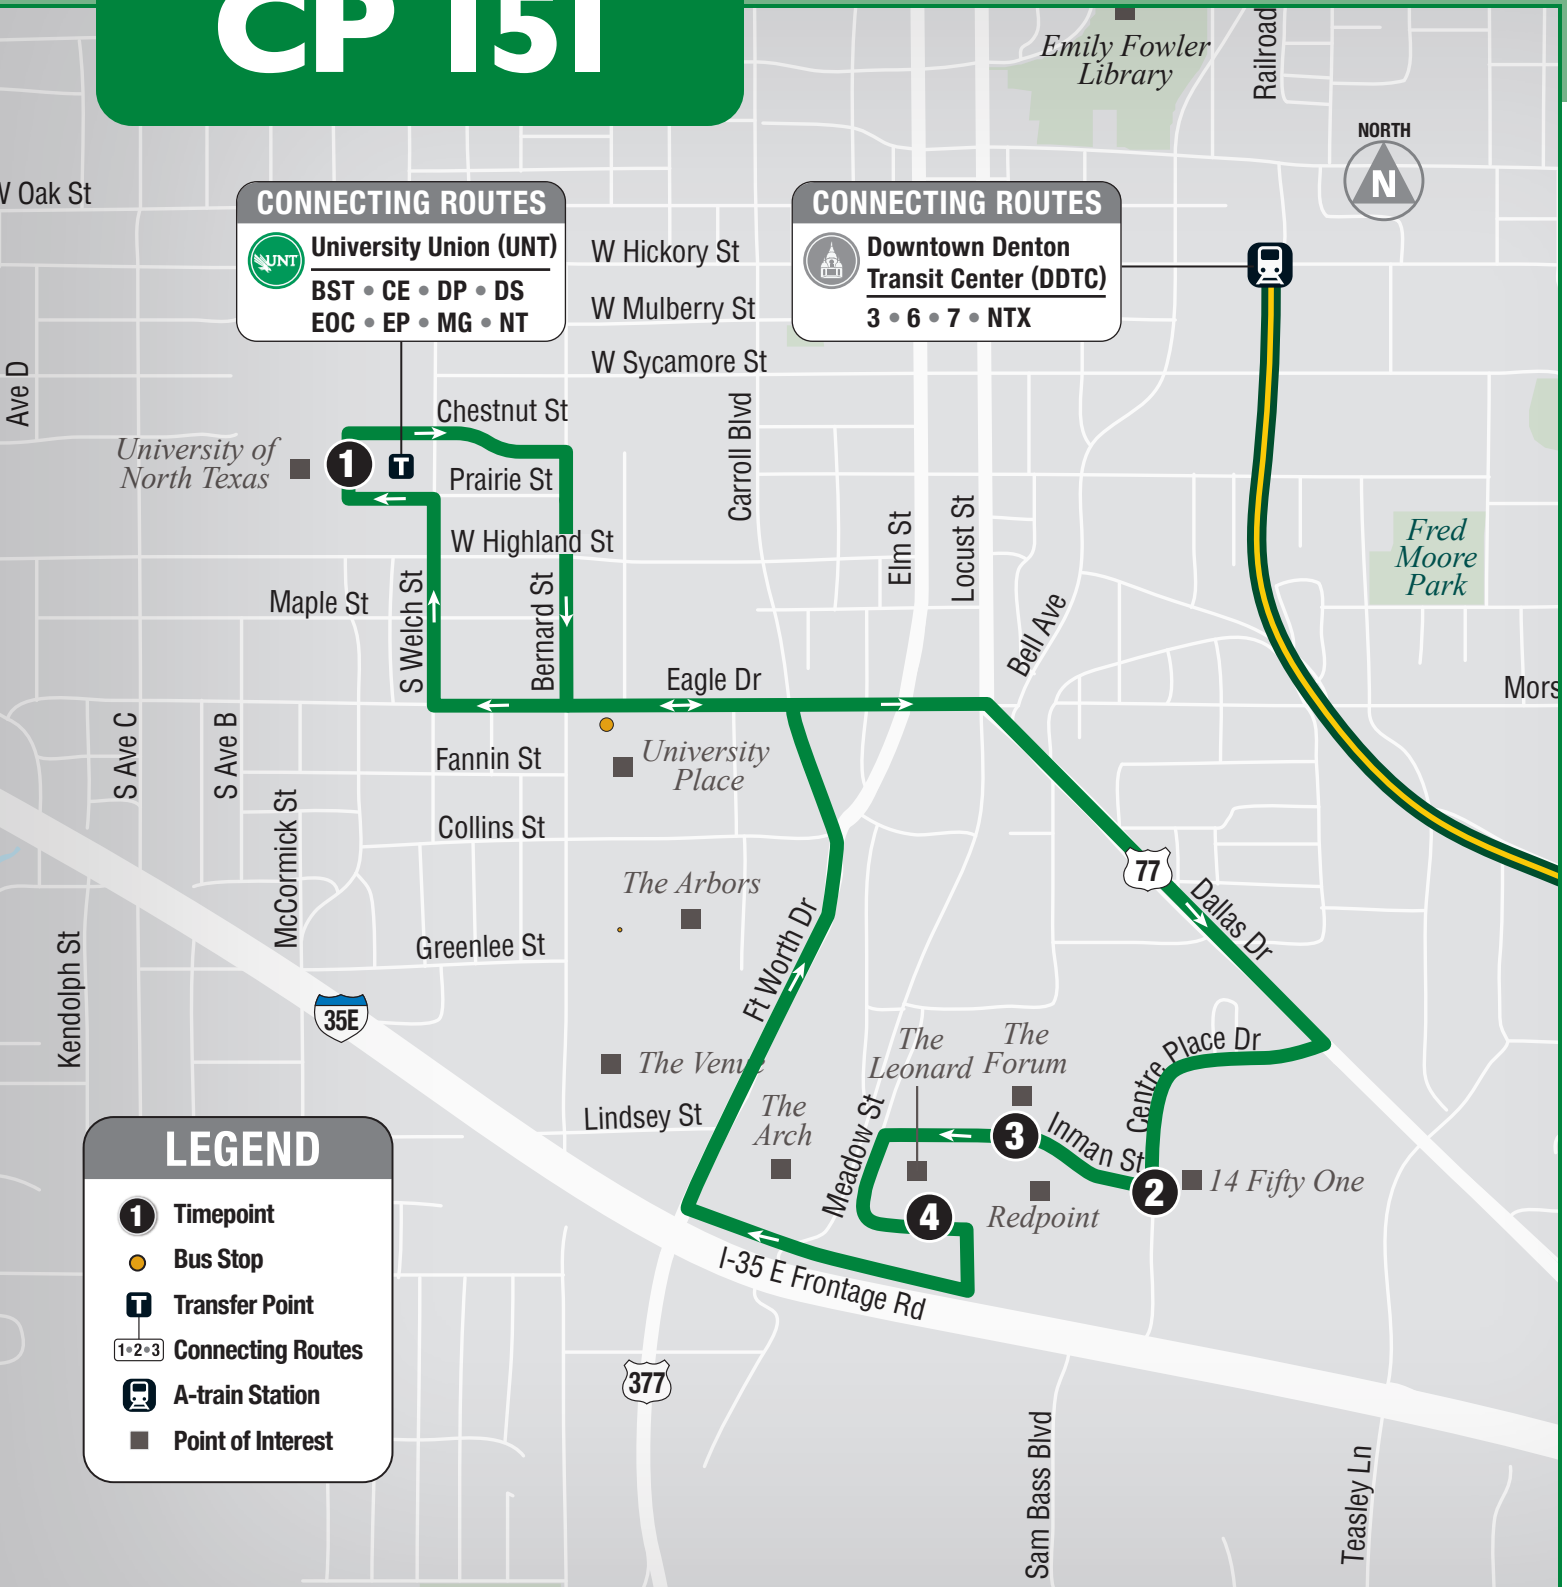 CP 151
Emily Fowler
Library
Railroad
NORTH
N
W Oak St
CONNECTING ROUTES
UNT
University Union (UNT)
BST • CE • DP • DS
EOC • EP • MG • NT
W Hickory St
W Mulberry St
W Sycamore St
CONNECTING ROUTES
Downtown Denton
Transit Center (DDTC)
3 • 6 • 7 • NTX
Ave D
Chestnut St
University of
North Texas
1
T
Prairie St
Carroll Blvd
W Highland St
Elm St
Locust St
Fred
Moore
Park
Maple St
S Welch St
Bernard St
Bell Ave
Eagle Dr
Mors
S Ave C
S Ave B
Fannin St
University
Place
McCormick St
Collins St
77
The Arbors
Dallas Dr
Kendolph St
Greenlee St
Ft Worth Dr
35E
The Venue
The
Leonard
The
Forum
Centre Place Dr
Lindsey St
The
Arch
Meadow St
3
Inman St
2
14 Fifty One
4
Redpoint
I-35 E Frontage Rd
377
Sam Bass Blvd
Teasley Ln
LEGEND
1 Timepoint
Bus Stop
T Transfer Point
1•2•3 Connecting Routes
A-train Station
Point of Interest